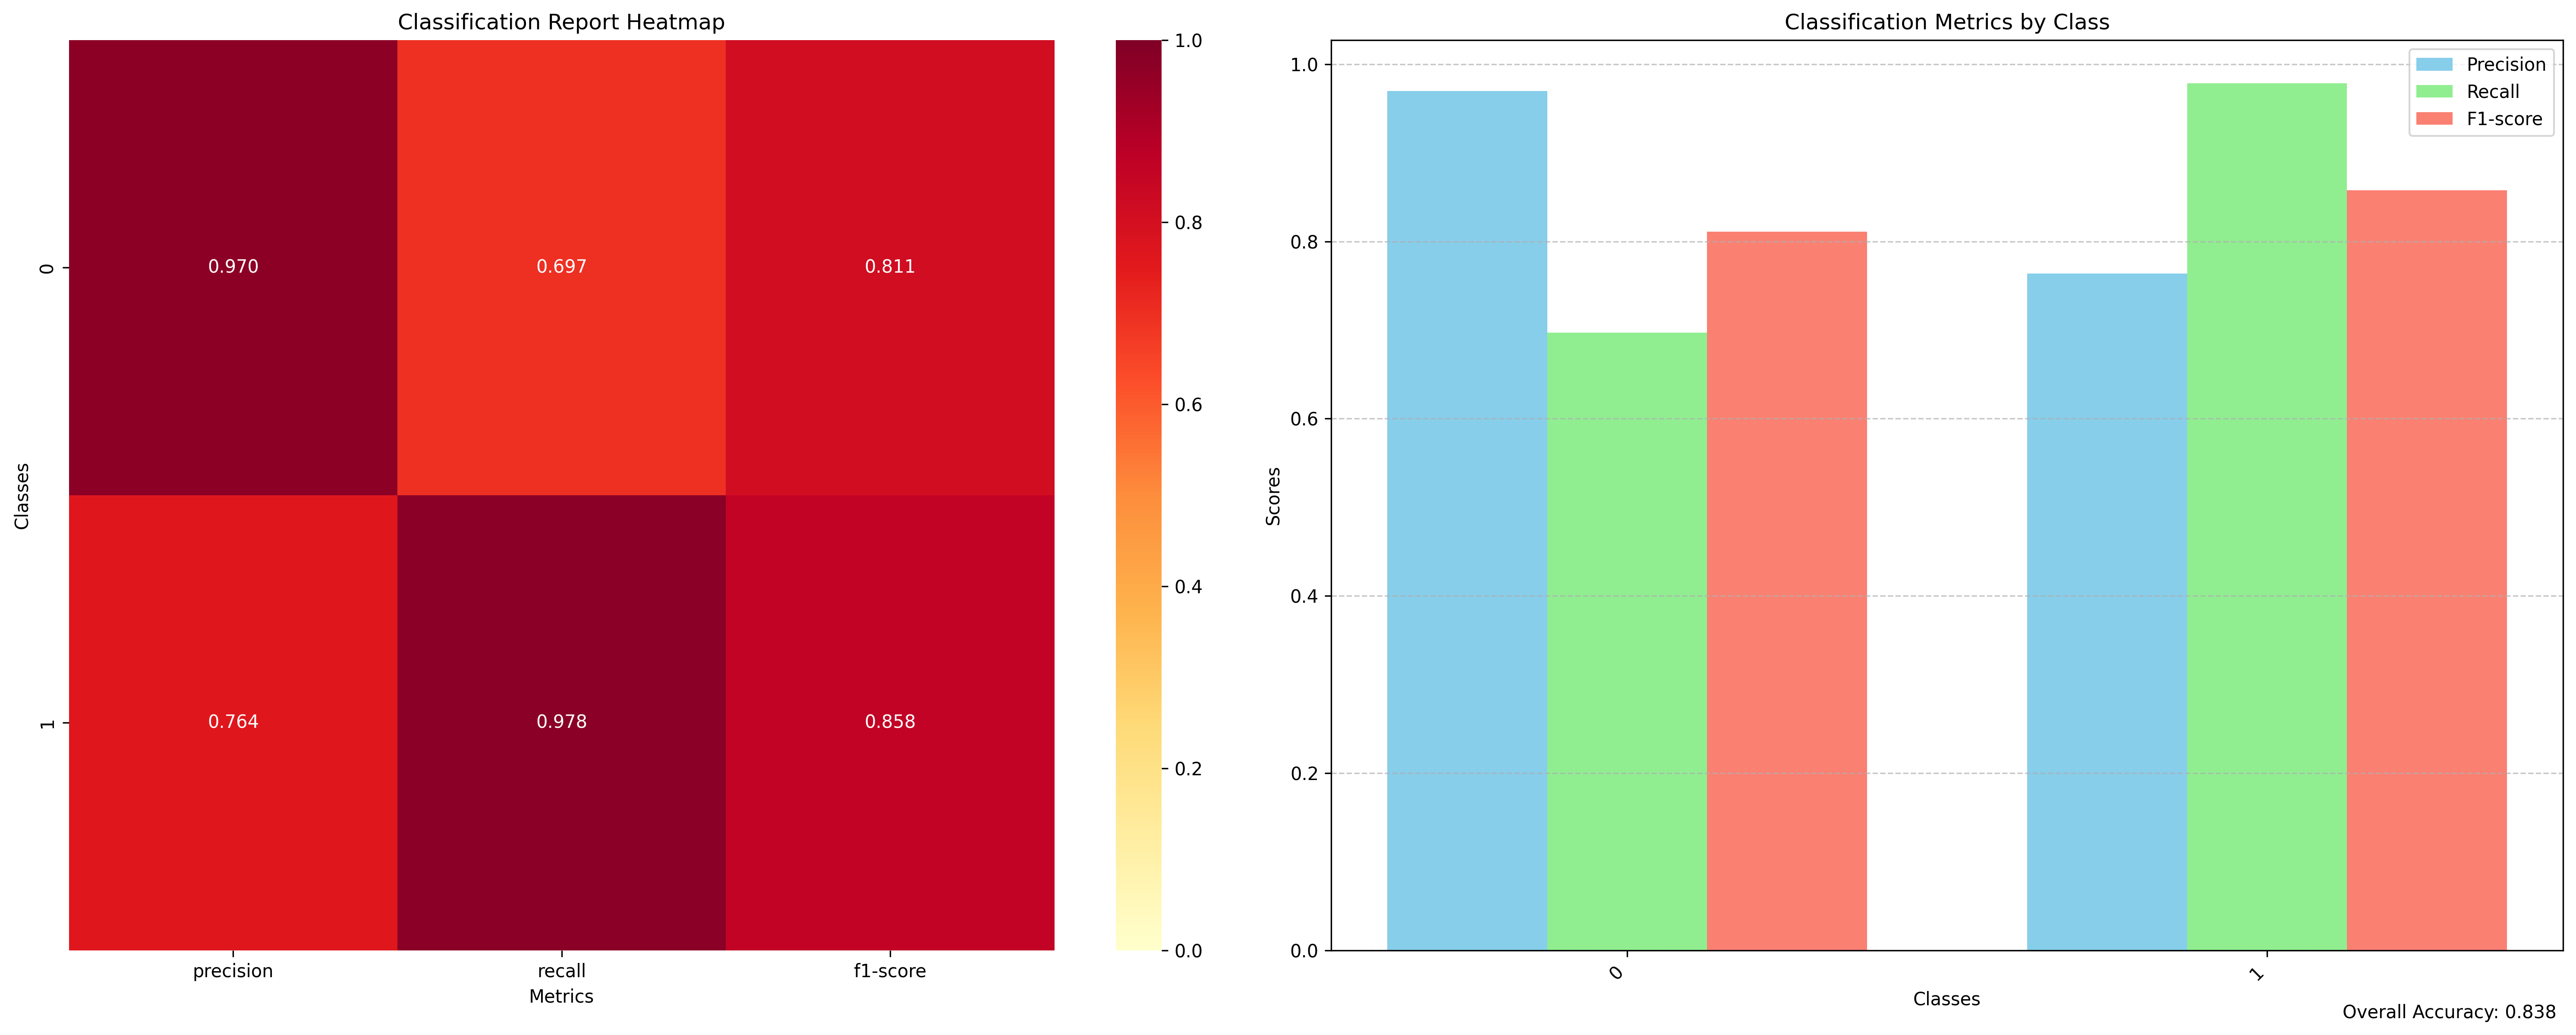 Classification Report Heatmap
0.970 0.697 0.811
0.764 0.978 0.858
0
1
Classes
precision recall f1-score
Metrics
1.0
0.8
0.6
0.4
0.2
0.0
Classification Metrics by Class
Precision
Recall
F1-score
1.0
0.8
0.6
0.4
0.2
0.0
Scores
0 1
Classes
Overall Accuracy: 0.838